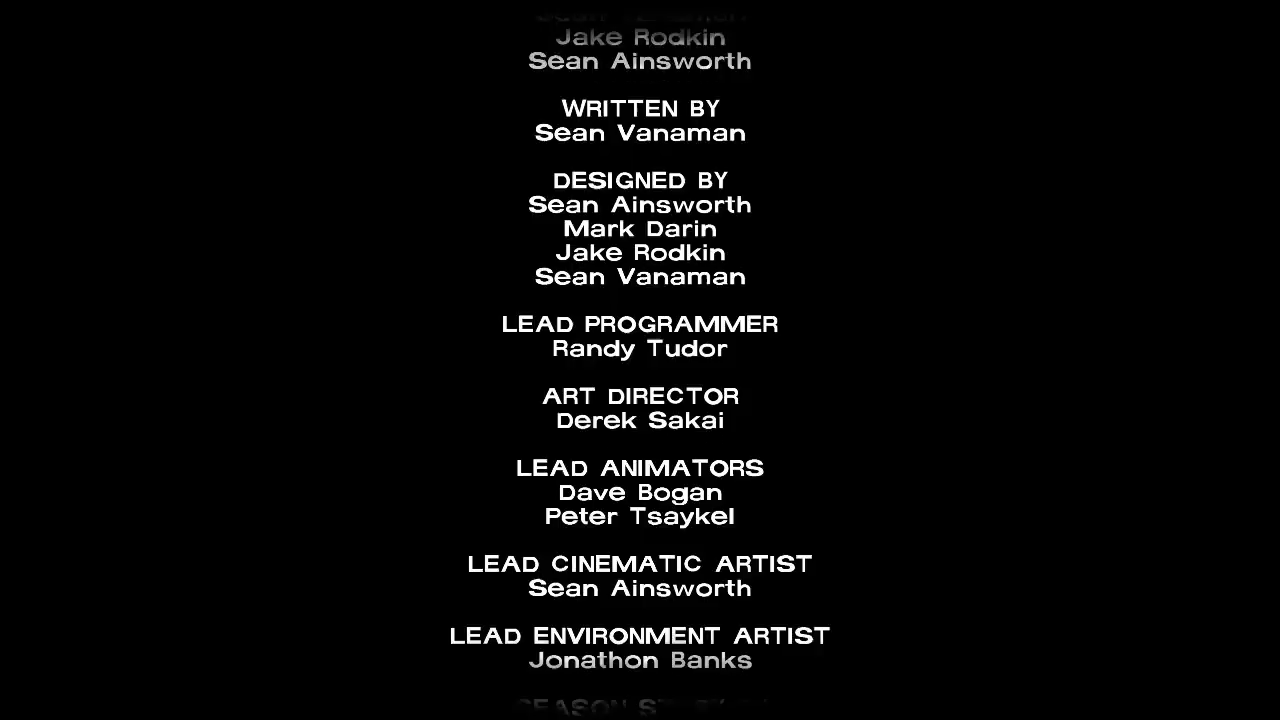 Jake Rodkin
Sean Ainsworth
WRITTEN BY
Sean Vanaman
DESIGNED BY
Sean Ainsworth
Mark Darin
Jake Rodkin
Sean Vanaman
LEAD PROGRAMMER
Randy Tudor
ART DIRECTOR
Derek Sakai
LEAD ANIMATORS
Dave Bogan
Peter Tsaykel
LEAD CINEMATIC ARTIST
Sean Ainsworth
LEAD ENVIRONMENT ARTIST
Jonathon Banks
SEASON